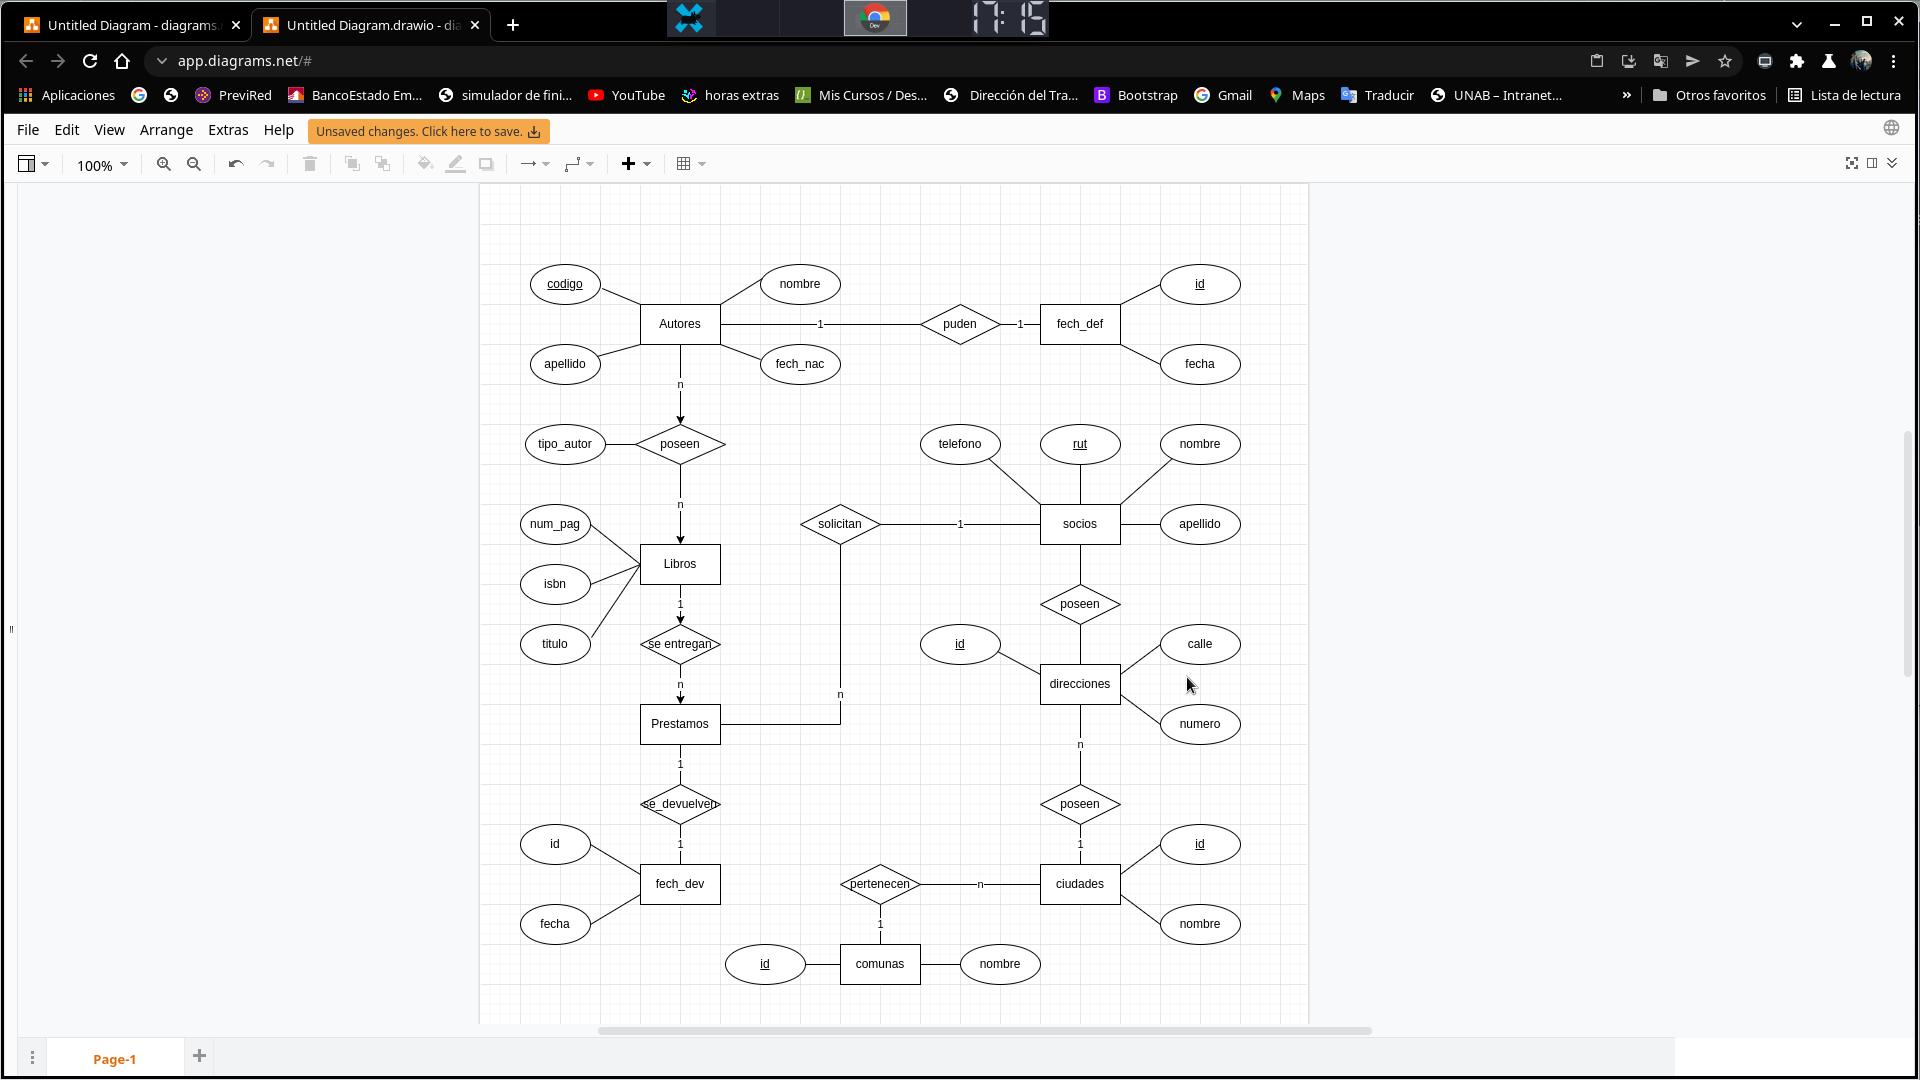 Untitled Diagram - diagrams.
Untitled Diagram.drawio - dia
Dev
17:15
app.diagrams.net/#
Aplicaciones
PreviRed
BancoEstado Em...
simulador de fini...
YouTube
horas extras
Mis Cursos / Des...
Dirección del Tra...
Bootstrap
Gmail
Maps
Traducir
UNAB – Intranet...
»
Otros favoritos
Lista de lectura
File Edit View Arrange Extras Help
Unsaved changes. Click here to save.
100%
codigo
nombre
id
Autores
1
puden
1
fech_def
apellido
fech_nac
fecha
n
tipo_autor
poseen
telefono
rut
nombre
n
num_pag
solicitan
1
socios
apellido
Libros
isbn
1
poseen
titulo
se entregan
id
calle
n
n
direcciones
Prestamos
numero
1
n
se_devuelven
poseen
id
1
1
id
fech_dev
pertenecen
n
ciudades
fecha
1
nombre
id
comunas
nombre
Page-1